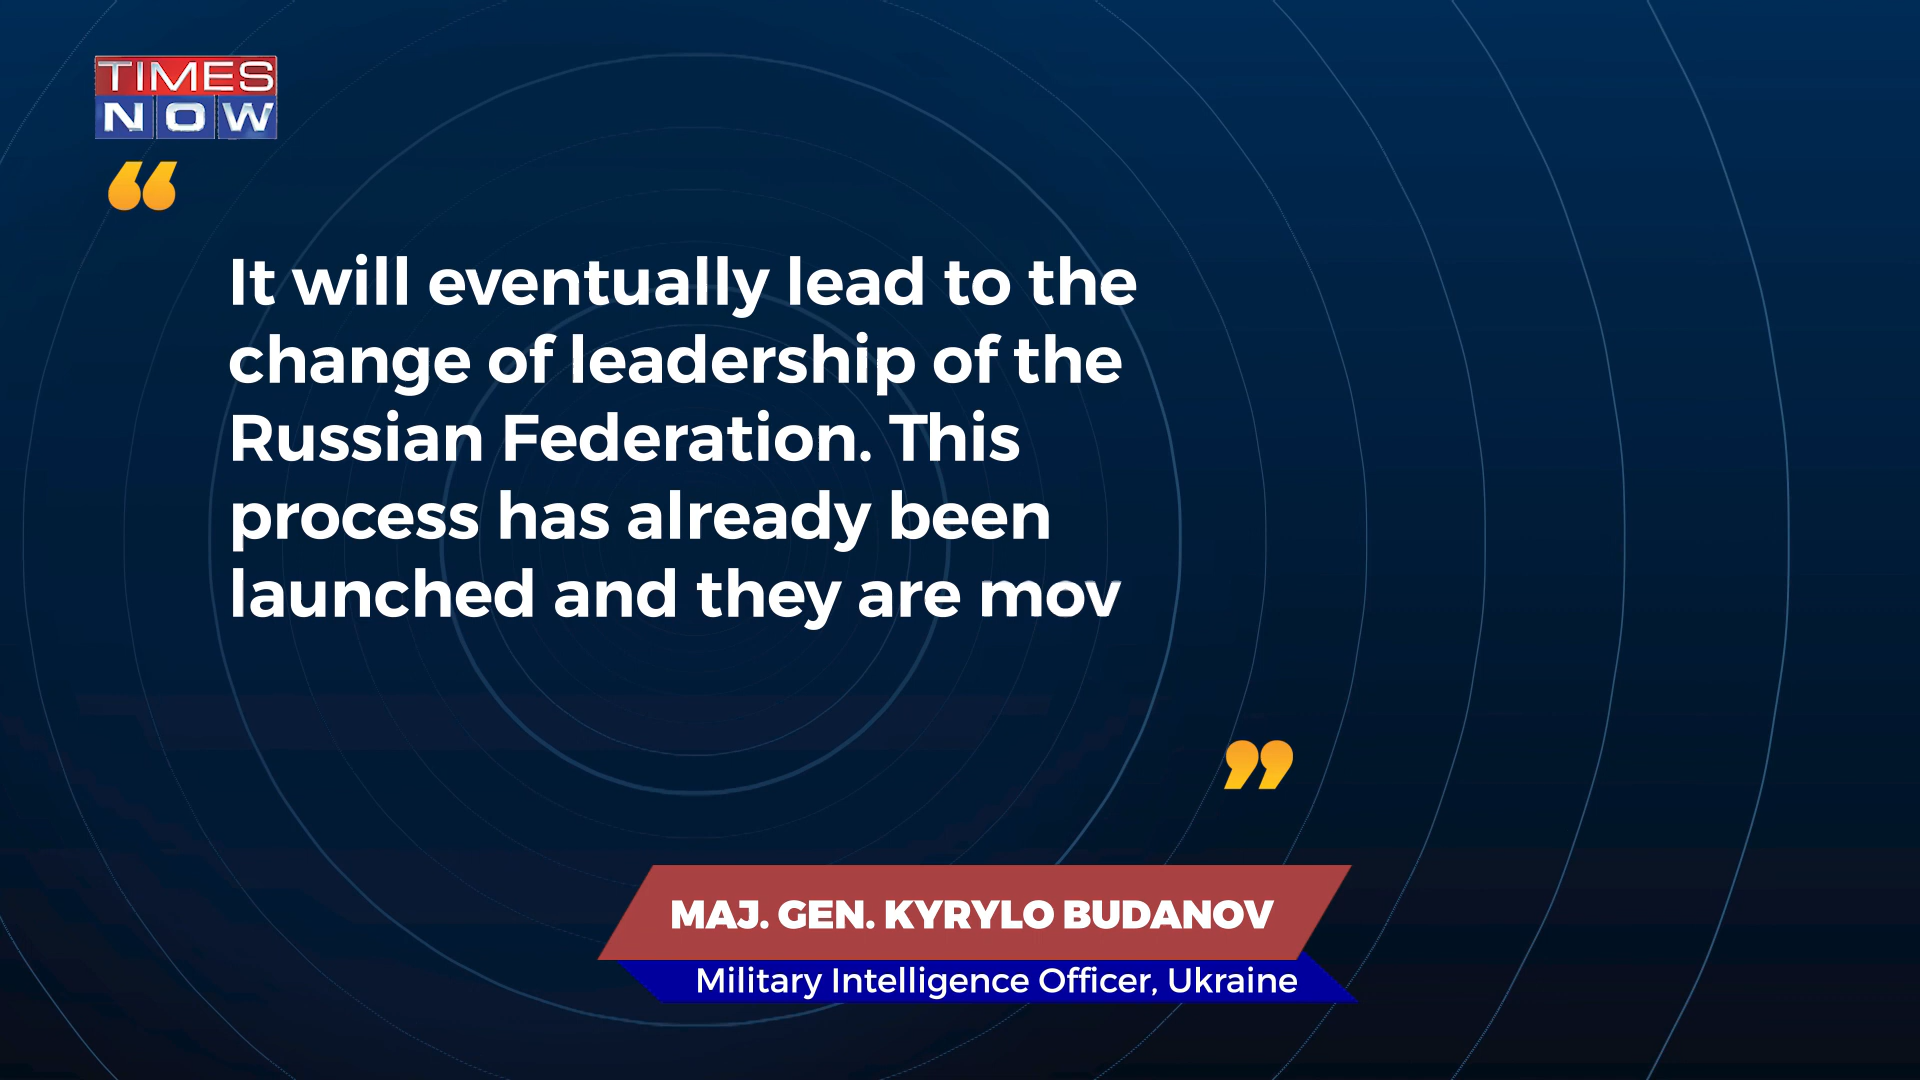 TIMES
NOW
“
It will eventually lead to the
change of leadership of the
Russian Federation. This
process has already been
launched and they are mov
”
MAJ. GEN. KYRYLO BUDANOV
Military Intelligence Officer, Ukraine